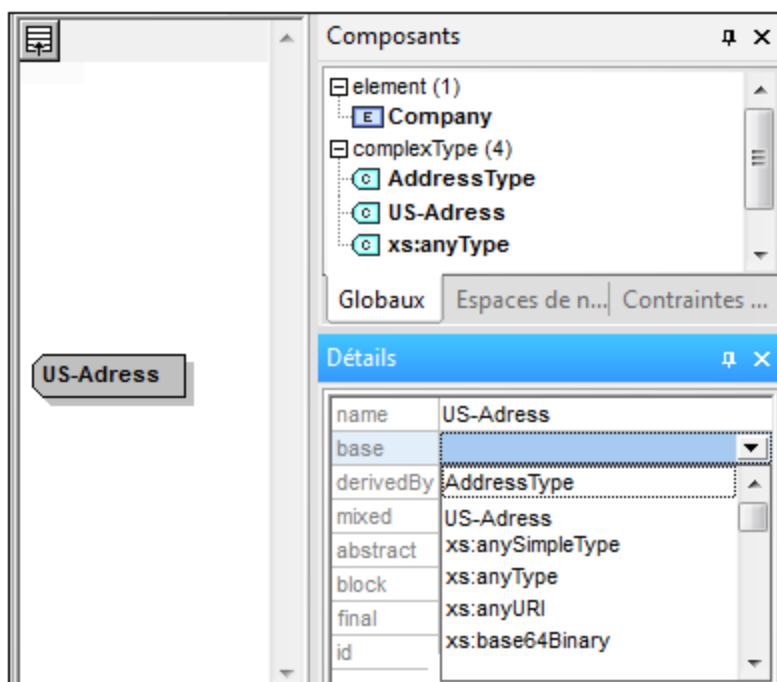 Composants
element (1)
E Company
complexType (4)
C AddressType
C US-Adress
C xs:anyType
Globaux Espaces de n... Contraintes ...
US-Adress
Détails
name US-Adress
base
derivedBy AddressType
mixed US-Adress
abstract xs:anySimpleType
block xs:anyType
final xs:anyURI
id xs:base64Binary